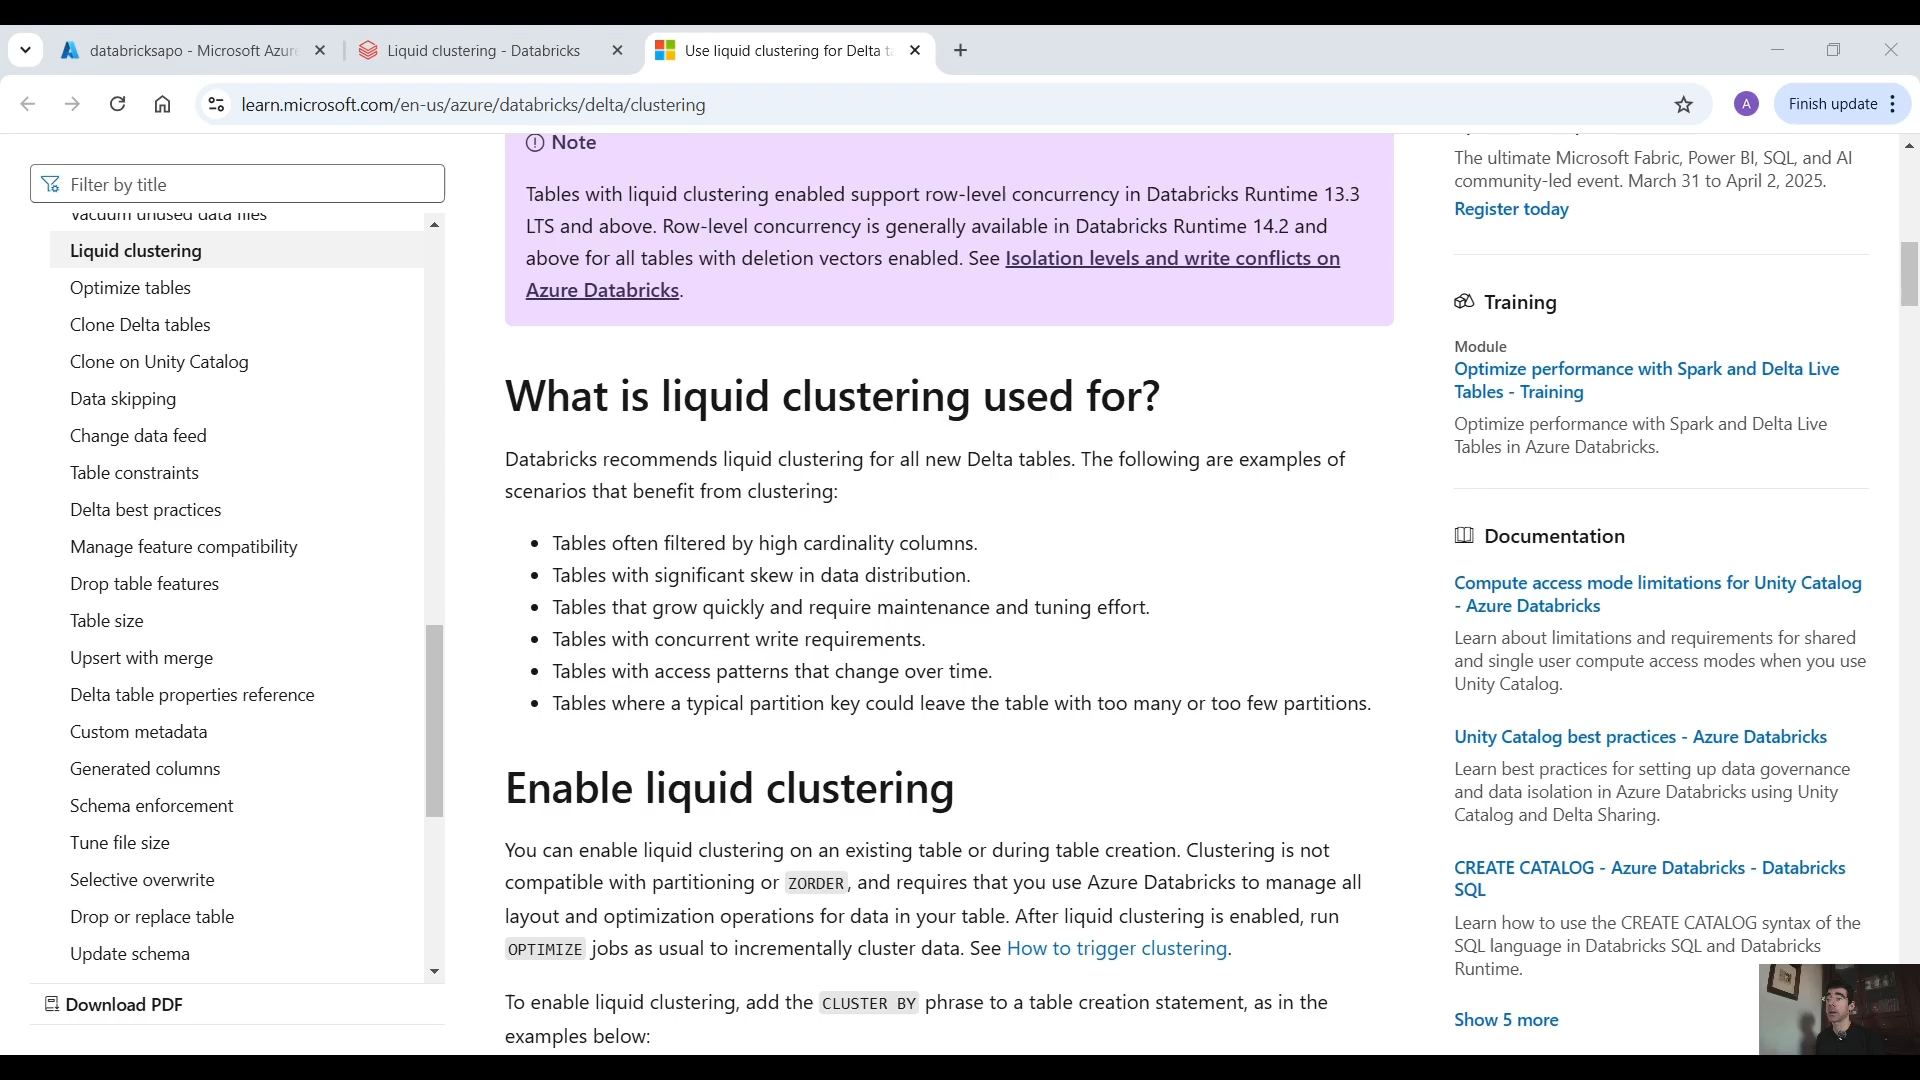 databricksapo - Microsoft Azure
Liquid clustering - Databricks
Use liquid clustering for Delta ta
learn.microsoft.com/en-us/azure/databricks/delta/clustering
A
Finish update
Filter by title
Vacuum unused data files
Liquid clustering
Optimize tables
Clone Delta tables
Clone on Unity Catalog
Data skipping
Change data feed
Table constraints
Delta best practices
Manage feature compatibility
Drop table features
Table size
Upsert with merge
Delta table properties reference
Custom metadata
Generated columns
Schema enforcement
Tune file size
Selective overwrite
Drop or replace table
Update schema
Download PDF
Note
Tables with liquid clustering enabled support row-level concurrency in Databricks Runtime 13.3
LTS and above. Row-level concurrency is generally available in Databricks Runtime 14.2 and
above for all tables with deletion vectors enabled. See Isolation levels and write conflicts on
Azure Databricks.
What is liquid clustering used for?
Databricks recommends liquid clustering for all new Delta tables. The following are examples of
scenarios that benefit from clustering:
• Tables often filtered by high cardinality columns.
• Tables with significant skew in data distribution.
• Tables that grow quickly and require maintenance and tuning effort.
• Tables with concurrent write requirements.
• Tables with access patterns that change over time.
• Tables where a typical partition key could leave the table with too many or too few partitions.
Enable liquid clustering
You can enable liquid clustering on an existing table or during table creation. Clustering is not
compatible with partitioning or ZORDER, and requires that you use Azure Databricks to manage all
layout and optimization operations for data in your table. After liquid clustering is enabled, run
OPTIMIZE jobs as usual to incrementally cluster data. See How to trigger clustering.
To enable liquid clustering, add the CLUSTER BY phrase to a table creation statement, as in the
examples below:
The ultimate Microsoft Fabric, Power BI, SQL, and AI
community-led event. March 31 to April 2, 2025.
Register today
Training
Module
Optimize performance with Spark and Delta Live
Tables - Training
Optimize performance with Spark and Delta Live
Tables in Azure Databricks.
Documentation
Compute access mode limitations for Unity Catalog
- Azure Databricks
Learn about limitations and requirements for shared
and single user compute access modes when you use
Unity Catalog.
Unity Catalog best practices - Azure Databricks
Learn best practices for setting up data governance
and data isolation in Azure Databricks using Unity
Catalog and Delta Sharing.
CREATE CATALOG - Azure Databricks - Databricks
SQL
Learn how to use the CREATE CATALOG syntax of the
SQL language in Databricks SQL and Databricks
Runtime.
Show 5 more